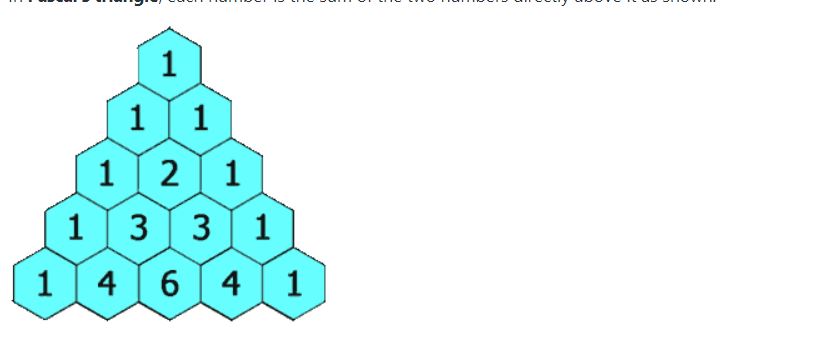 In Pascal's triangle, each number is the sum of the two numbers directly above it as shown:
1
1 1
1 2 1
1 3 3 1
1 4 6 4 1